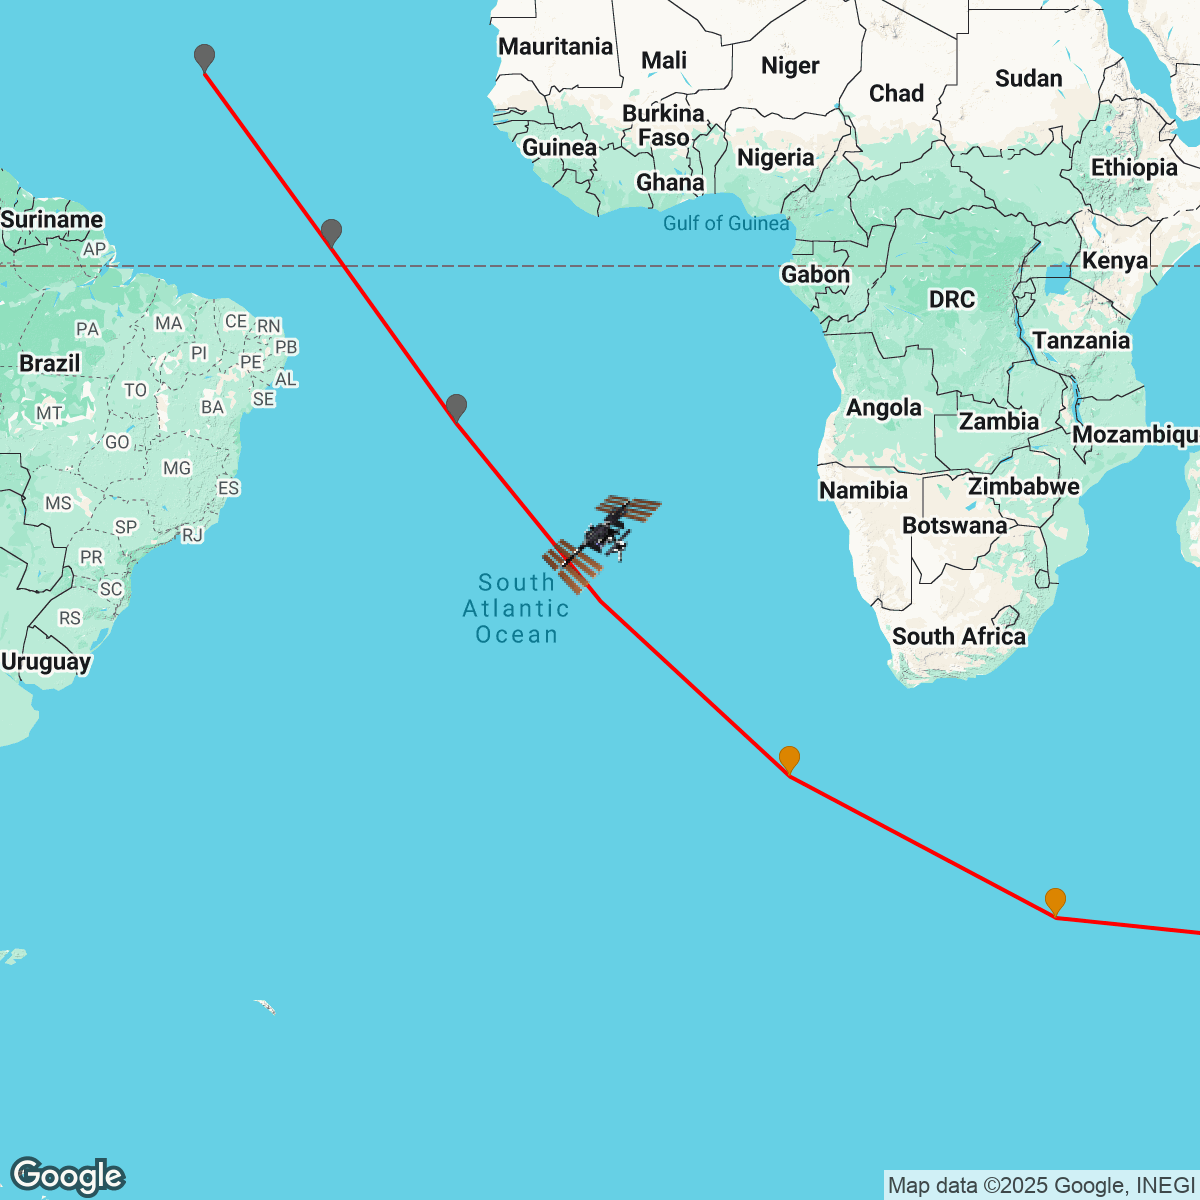 Mauritania
Mali
Niger
Chad
Sudan
Burkina
Faso
Guinea
Nigeria
Ethiopia
Ghana
Suriname
Gulf of Guinea
AP
Gabon
Kenya
DRC
PA
MA
CE
RN
PB
Tanzania
Brazil
PI
PE
AL
TO
SE
MT
BA
Angola
Zambia
Mozambiqu
GO
MG
ES
Namibia
Zimbabwe
MS
SP
RJ
Botswana
PR
SC
South
Atlantic
Ocean
RS
South Africa
Uruguay
Google
Map data ©2025 Google, INEGI